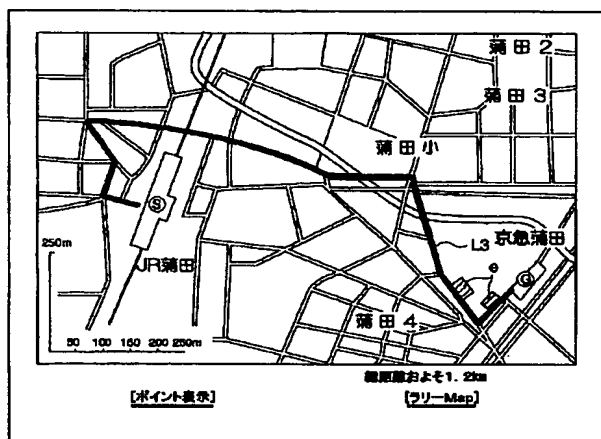 蒲田2
蒲田3
蒲田小
京急蒲田
L3
e
S
G
JR蒲田
蒲田4
250m
50 100 150 200 250m
総距離およそ1.2km
[ポイント表示]
[ラリーMap]